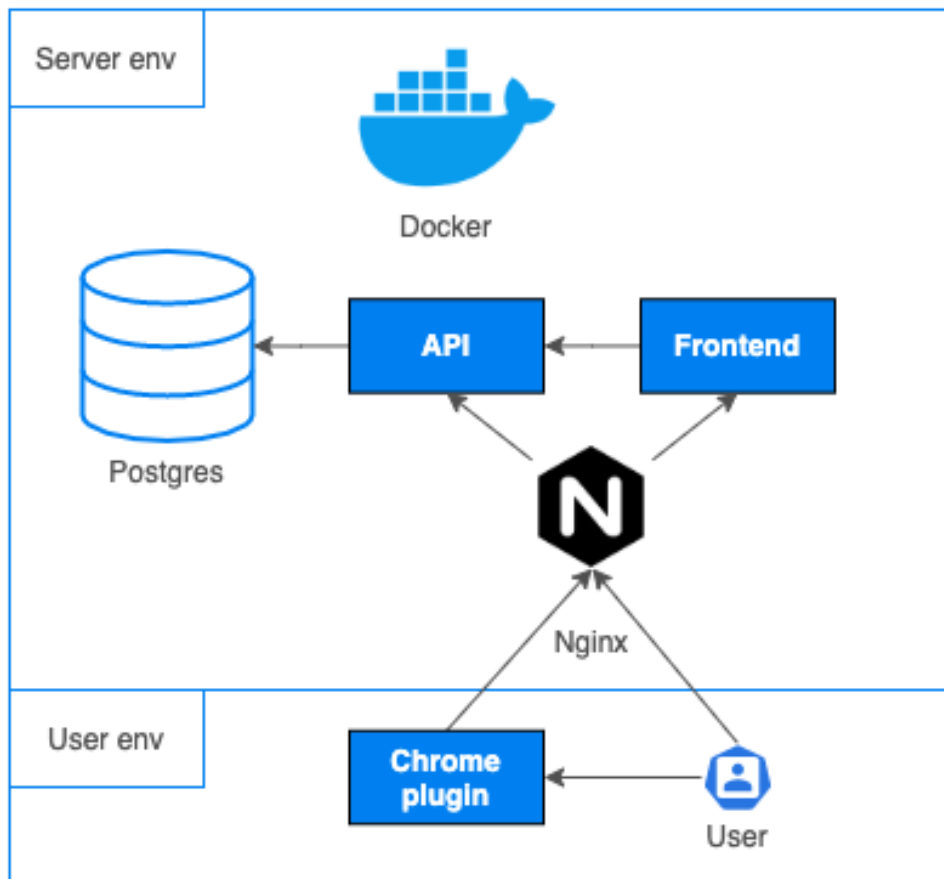 Server env
Docker
API
Frontend
Postgres
N
Nginx
User env
Chrome
plugin
User